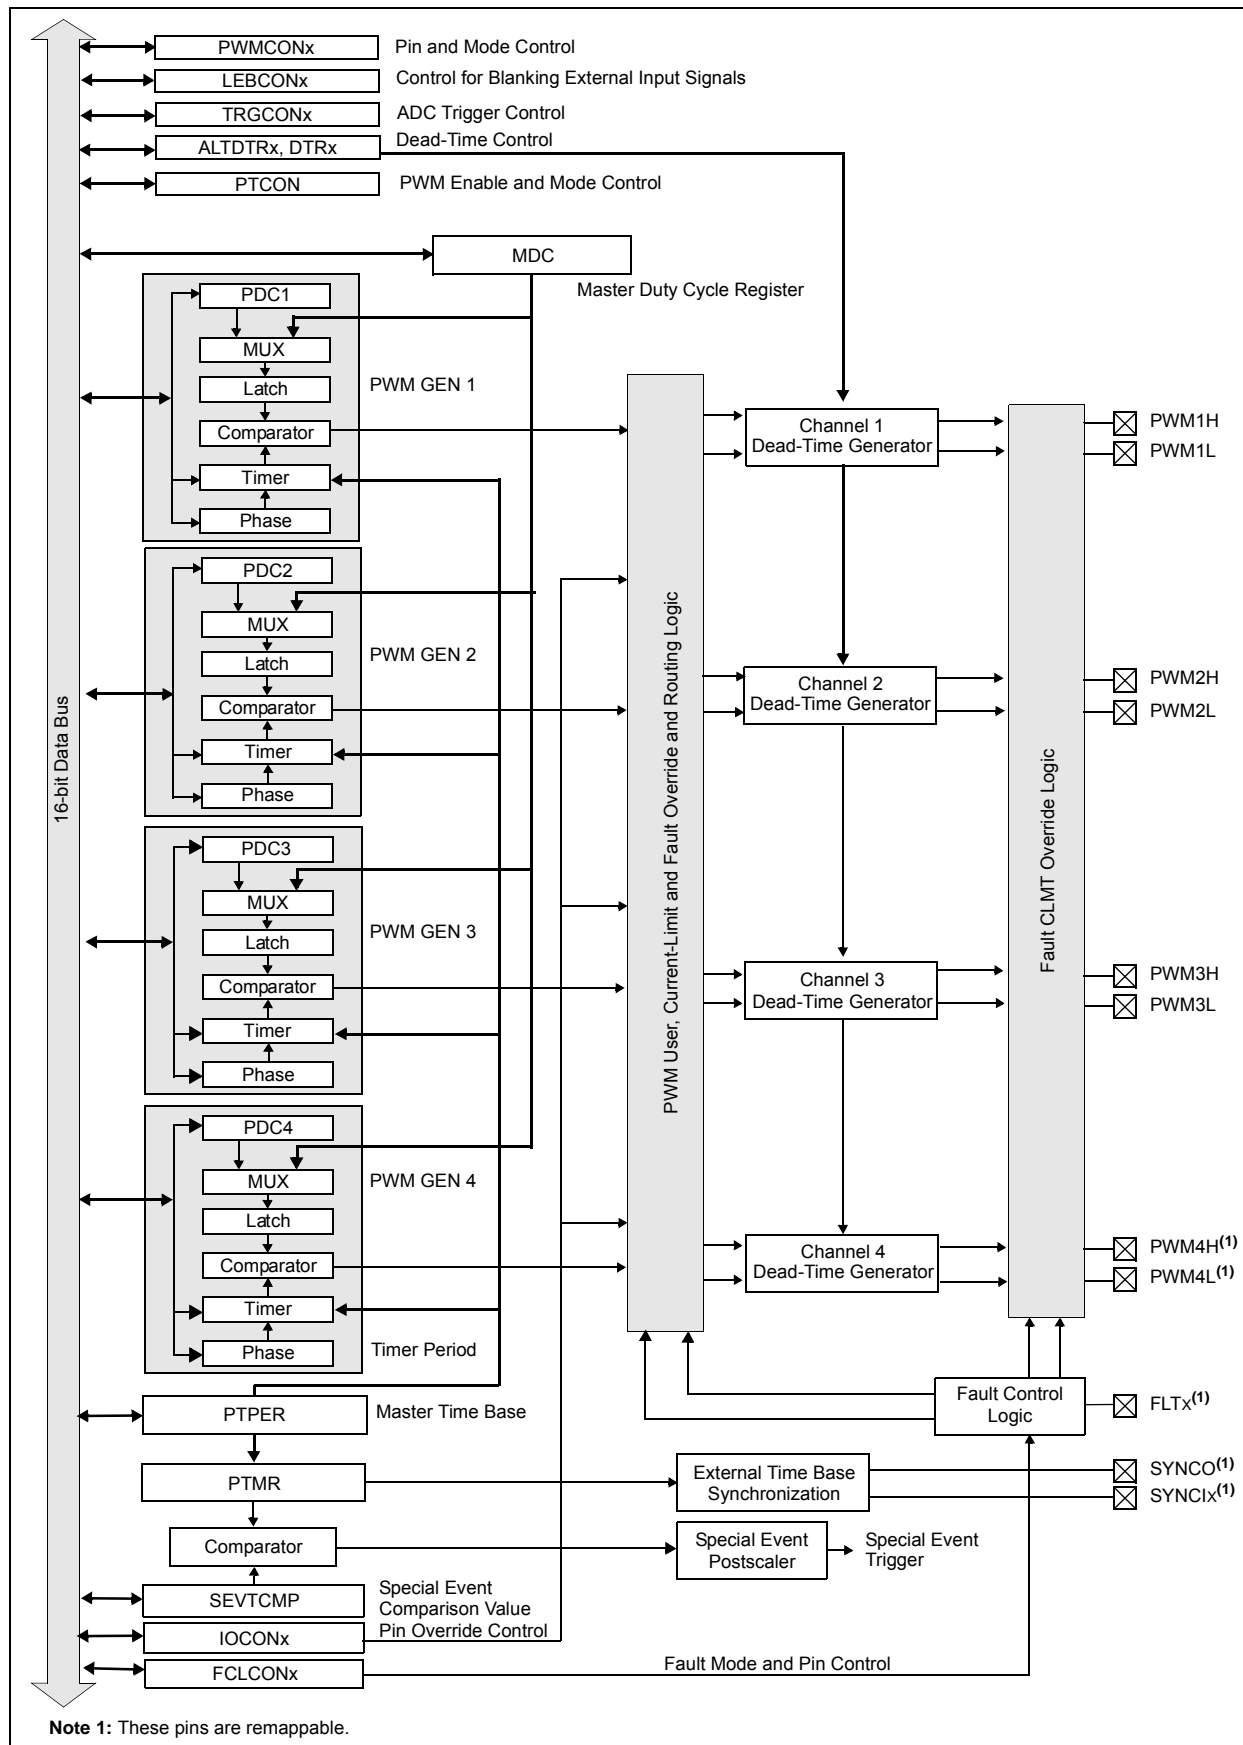 PWMCONx
Pin and Mode Control
LEBCONx
Control for Blanking External Input Signals
TRGCONx
ADC Trigger Control
ALTDTRx, DTRx
Dead-Time Control
PTCON
PWM Enable and Mode Control
MDC
Master Duty Cycle Register
16-bit Data Bus
PDC1
MUX
Latch
Comparator
Timer
Phase
PWM GEN 1
PDC2
MUX
Latch
Comparator
Timer
Phase
PWM GEN 2
PDC3
MUX
Latch
Comparator
Timer
Phase
PWM GEN 3
PDC4
MUX
Latch
Comparator
Timer
Phase
PWM GEN 4
Timer Period
PWM User, Current-Limit and Fault Override and Routing Logic
Channel 1
Dead-Time Generator
Channel 2
Dead-Time Generator
Channel 3
Dead-Time Generator
Channel 4
Dead-Time Generator
Fault CLMT Override Logic
PWM1H
PWM1L
PWM2H
PWM2L
PWM3H
PWM3L
PWM4H(1)
PWM4L(1)
PTPER
Master Time Base
Fault Control
Logic
FLTx(1)
PTMR
External Time Base
Synchronization
SYNCO(1)
SYNCIx(1)
Comparator
Special Event
Postscaler
Special Event
Trigger
SEVTCMP
Special Event
Comparison Value
IOCONx
Pin Override Control
FCLCONx
Fault Mode and Pin Control
Note 1: These pins are remappable.